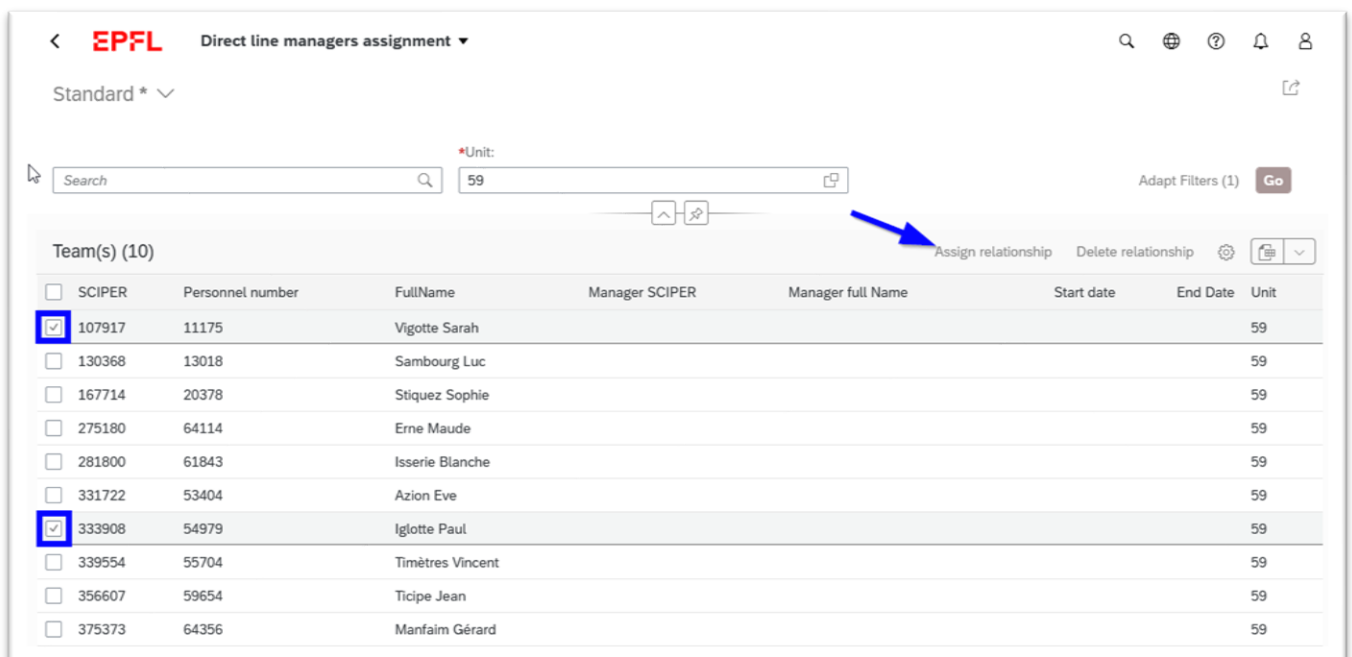 EPFL Direct line managers assignment
Standard *
*Unit:
Search 59 Adapt Filters (1) Go
Team(s) (10) Assign relationship Delete relationship
SCIPER Personnel number FullName Manager SCIPER Manager full Name Start date End Date Unit
107917 11175 Vigotte Sarah 59
130368 13018 Sambourg Luc 59
167714 20378 Stiquez Sophie 59
275180 64114 Erne Maude 59
281800 61843 Isserie Blanche 59
331722 53404 Azion Eve 59
333908 54979 Iglotte Paul 59
339554 55704 Timètres Vincent 59
356607 59654 Ticipe Jean 59
375373 64356 Manfaim Gérard 59